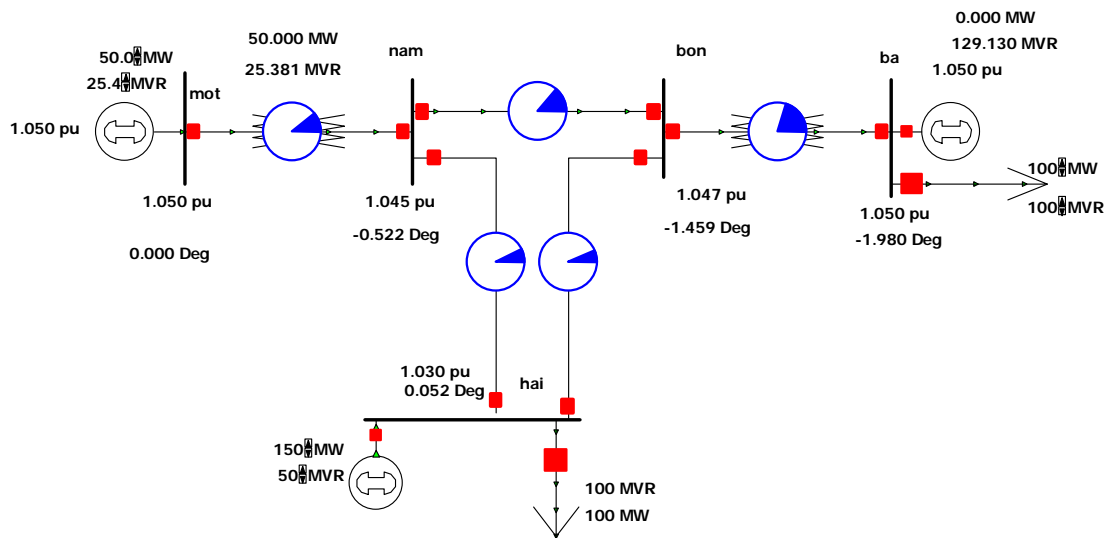 0.000 MW
50.000 MW
nam
bon
129.130 MVR
50.0 MW
25.381 MVR
ba
1.050 pu
25.4 MVR
mot
1.050 pu
100 MW
1.050 pu
1.045 pu
1.047 pu
100 MVR
1.050 pu
-0.522 Deg
-1.459 Deg
-1.980 Deg
0.000 Deg
1.030 pu
hai
0.052 Deg
150 MW
50 MVR
100 MVR
100 MW